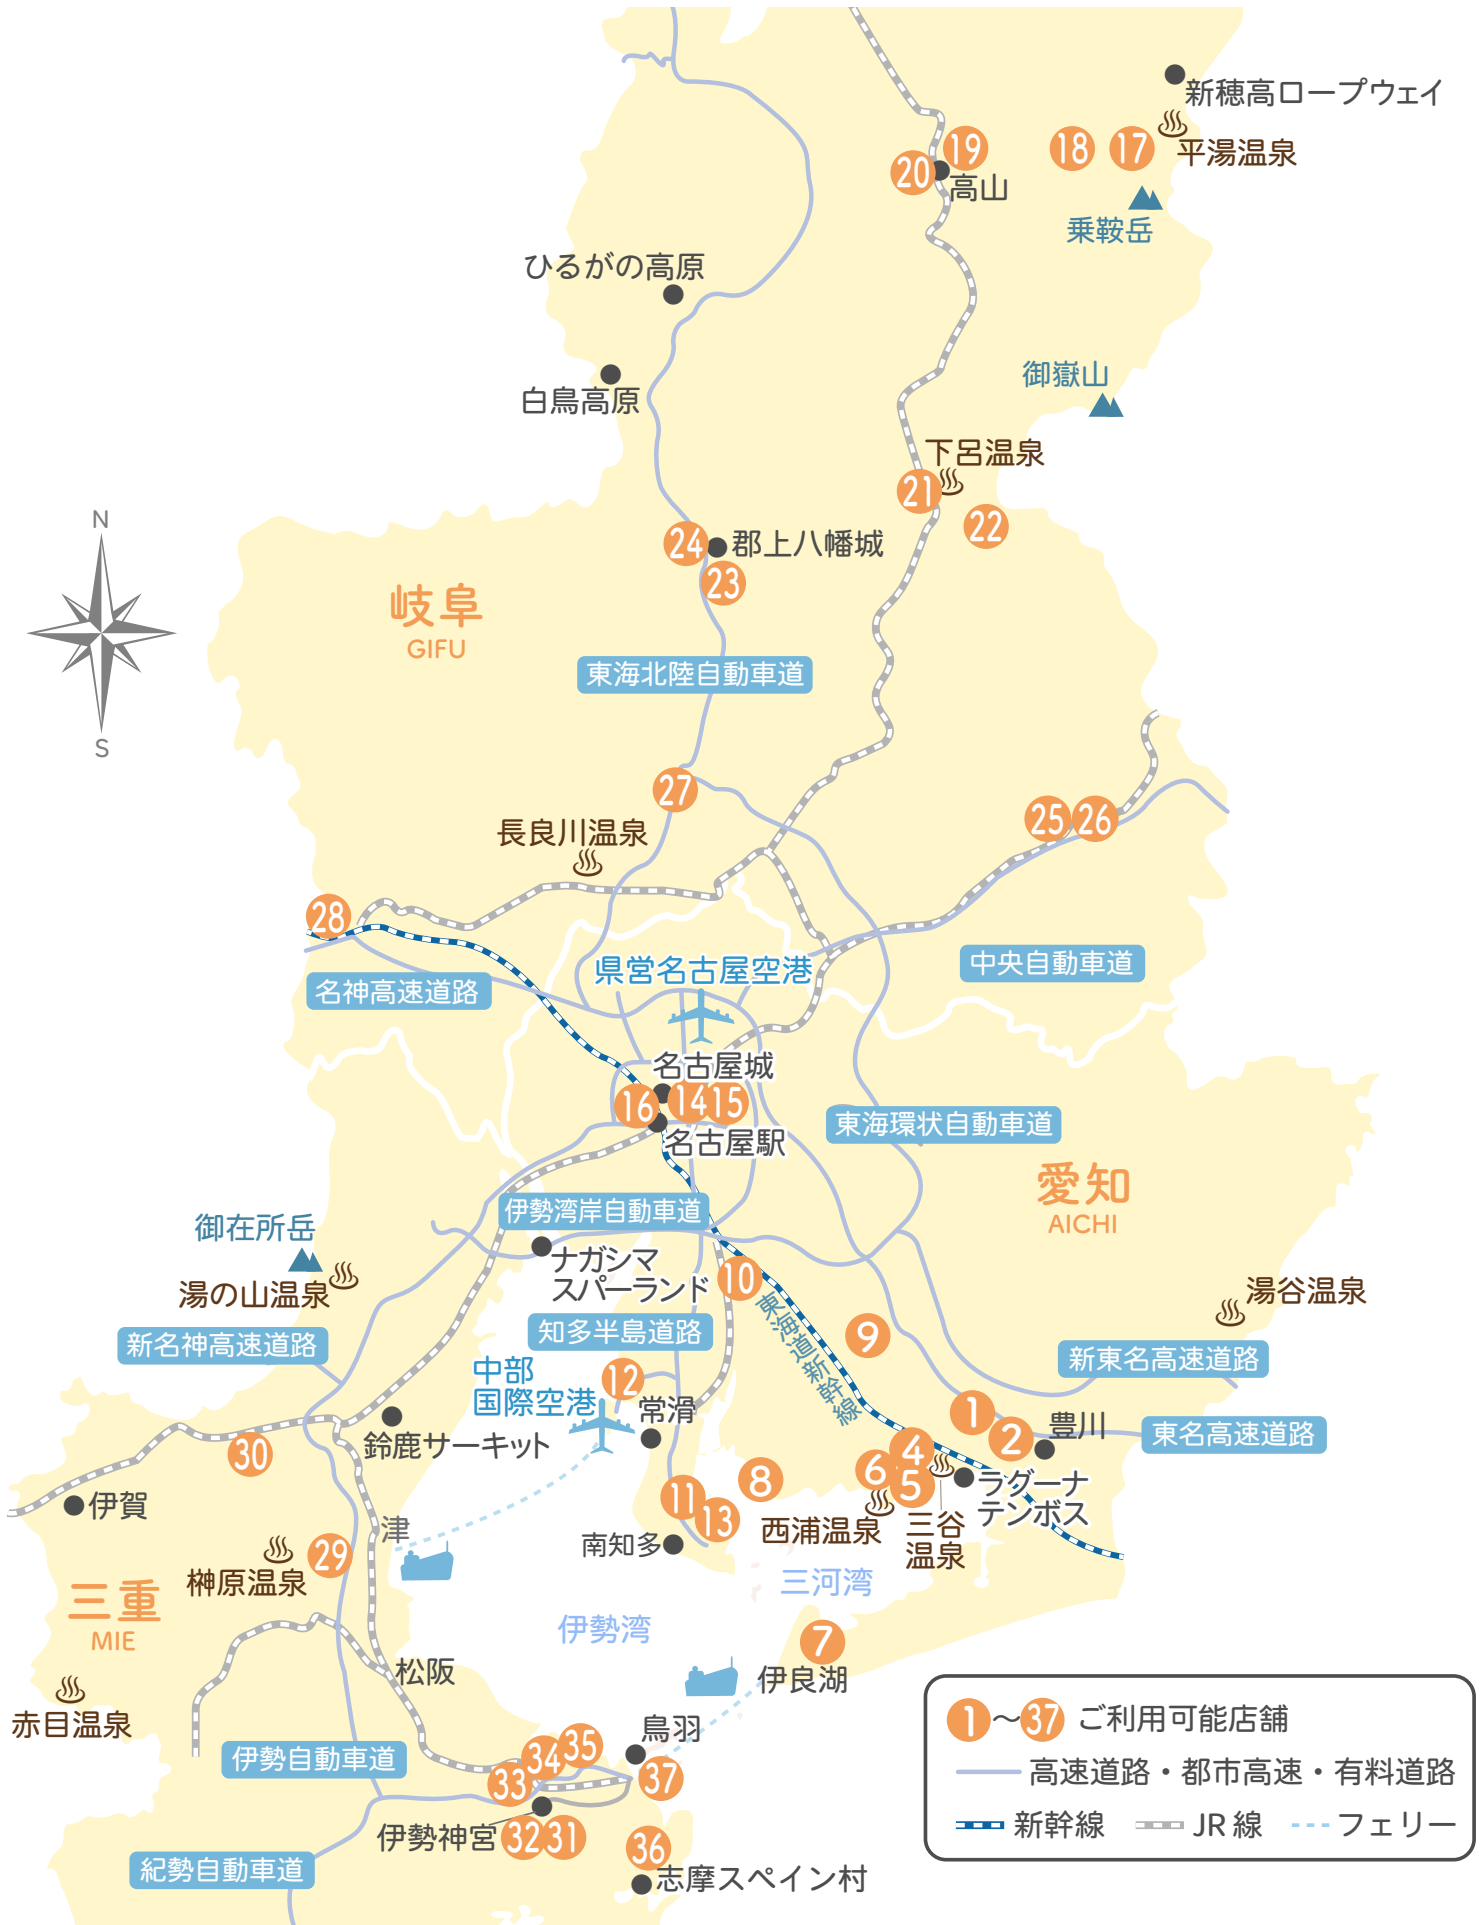 新穂高ロープウェイ
19
18
17
平湯温泉
20
高山
乗鞍岳
ひるがの高原
御嶽山
白鳥高原
下呂温泉
21
22
N
24
郡上八幡城
23
岐阜
GIFU
東海北陸自動車道
S
27
25
26
長良川温泉
28
中央自動車道
県営名古屋空港
名神高速道路
名古屋城
16
14
15
東海環状自動車道
名古屋駅
愛知
AICHI
伊勢湾岸自動車道
御在所岳
ナガシマ
スパーランド
10
湯の山温泉
湯谷温泉
東海道新幹線
9
知多半島道路
新名神高速道路
新東名高速道路
中部
国際空港
12
常滑
1
2
豊川
東名高速道路
鈴鹿サーキット
30
4
6
5
8
ラグーナ
テンボス
伊賀
11
13
津
西浦温泉
三谷
温泉
南知多
29
榊原温泉
三河湾
三重
MIE
伊勢湾
7
伊良湖
松阪
赤目温泉
鳥羽
伊勢自動車道
35
34
33
37
伊勢神宮
32
31
36
紀勢自動車道
志摩スペイン村
1～37 ご利用可能店舗
高速道路・都市高速・有料道路
新幹線 JR 線 フェリー